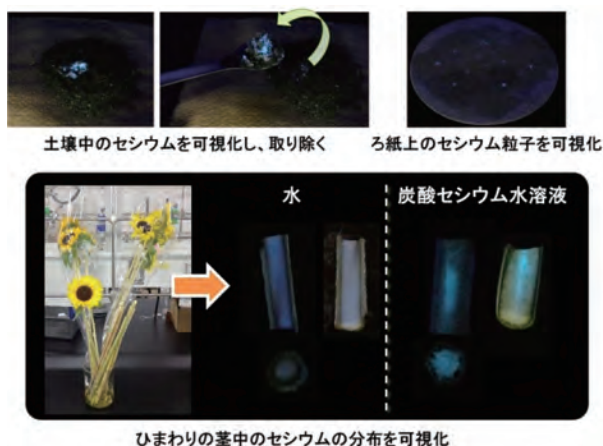 土壌中のセシウムを可視化し、取り除く
ろ紙上のセシウム粒子を可視化
水
炭酸セシウム水溶液
ひまわりの茎中のセシウムの分布を可視化